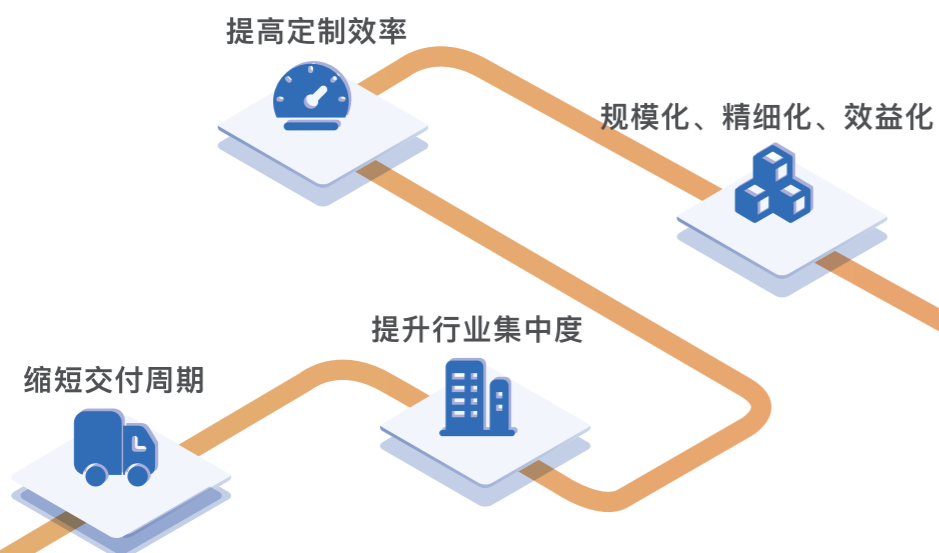 提高定制效率
规模化、精细化、效益化
提升行业集中度
缩短交付周期